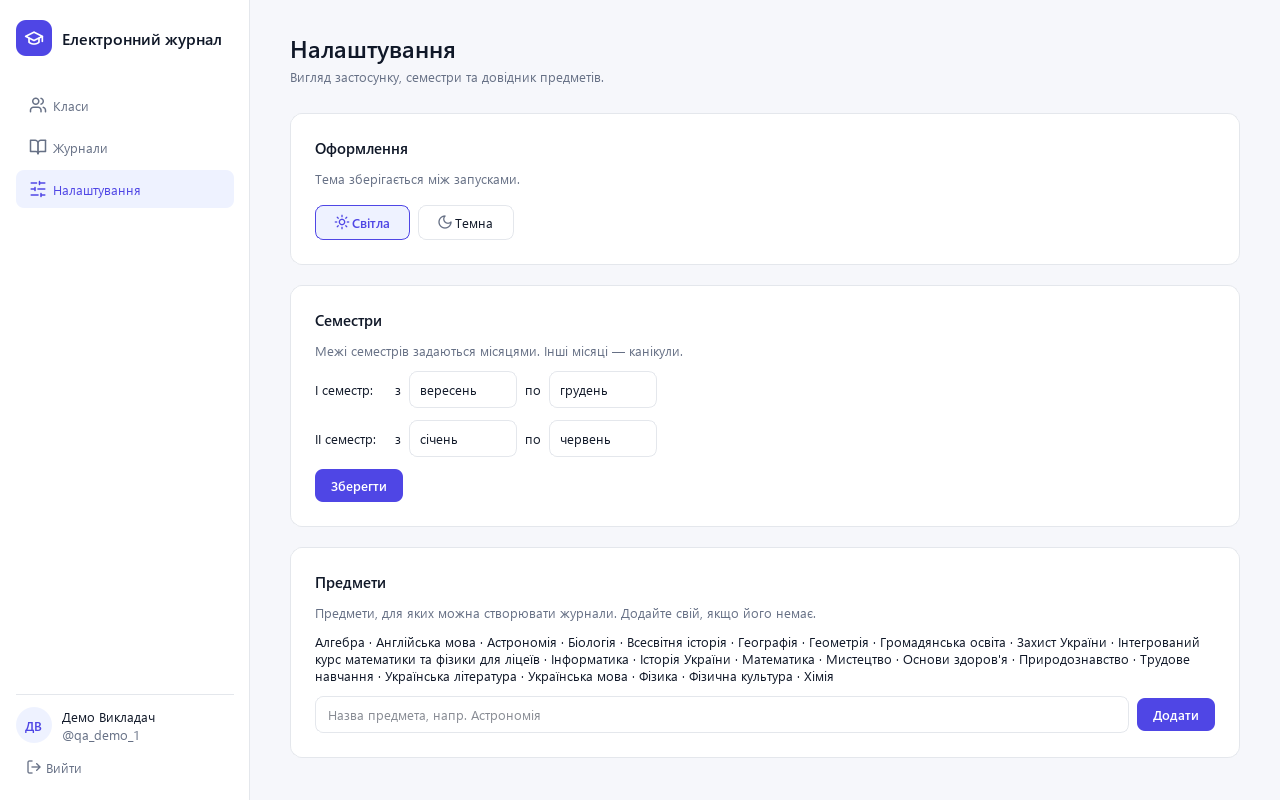 Електронний журнал
Класи
Журнали
Налаштування
Демо Викладач
ДВ
@qa_demo_1
Вийти
Налаштування
Вигляд застосунку, семестри та довідник предметів.
Оформлення
Тема зберігається між запусками.
Світла
Темна
Семестри
Межі семестрів задаються місяцями. Інші місяці — канікули.
І семестр: з вересень по грудень
ІІ семестр: з січень по червень
Зберегти
Предмети
Предмети, для яких можна створювати журнали. Додайте свій, якщо його немає.
Алгебра · Англійська мова · Астрономія · Біологія · Всесвітня історія · Географія · Геометрія · Громадянська освіта · Захист України · Інтегрований
курс математики та фізики для ліцеїв · Інформатика · Історія України · Математика · Мистецтво · Основи здоров'я · Природознавство · Трудове
навчання · Українська література · Українська мова · Фізика · Фізична культура · Хімія
Назва предмета, напр. Астрономія
Додати